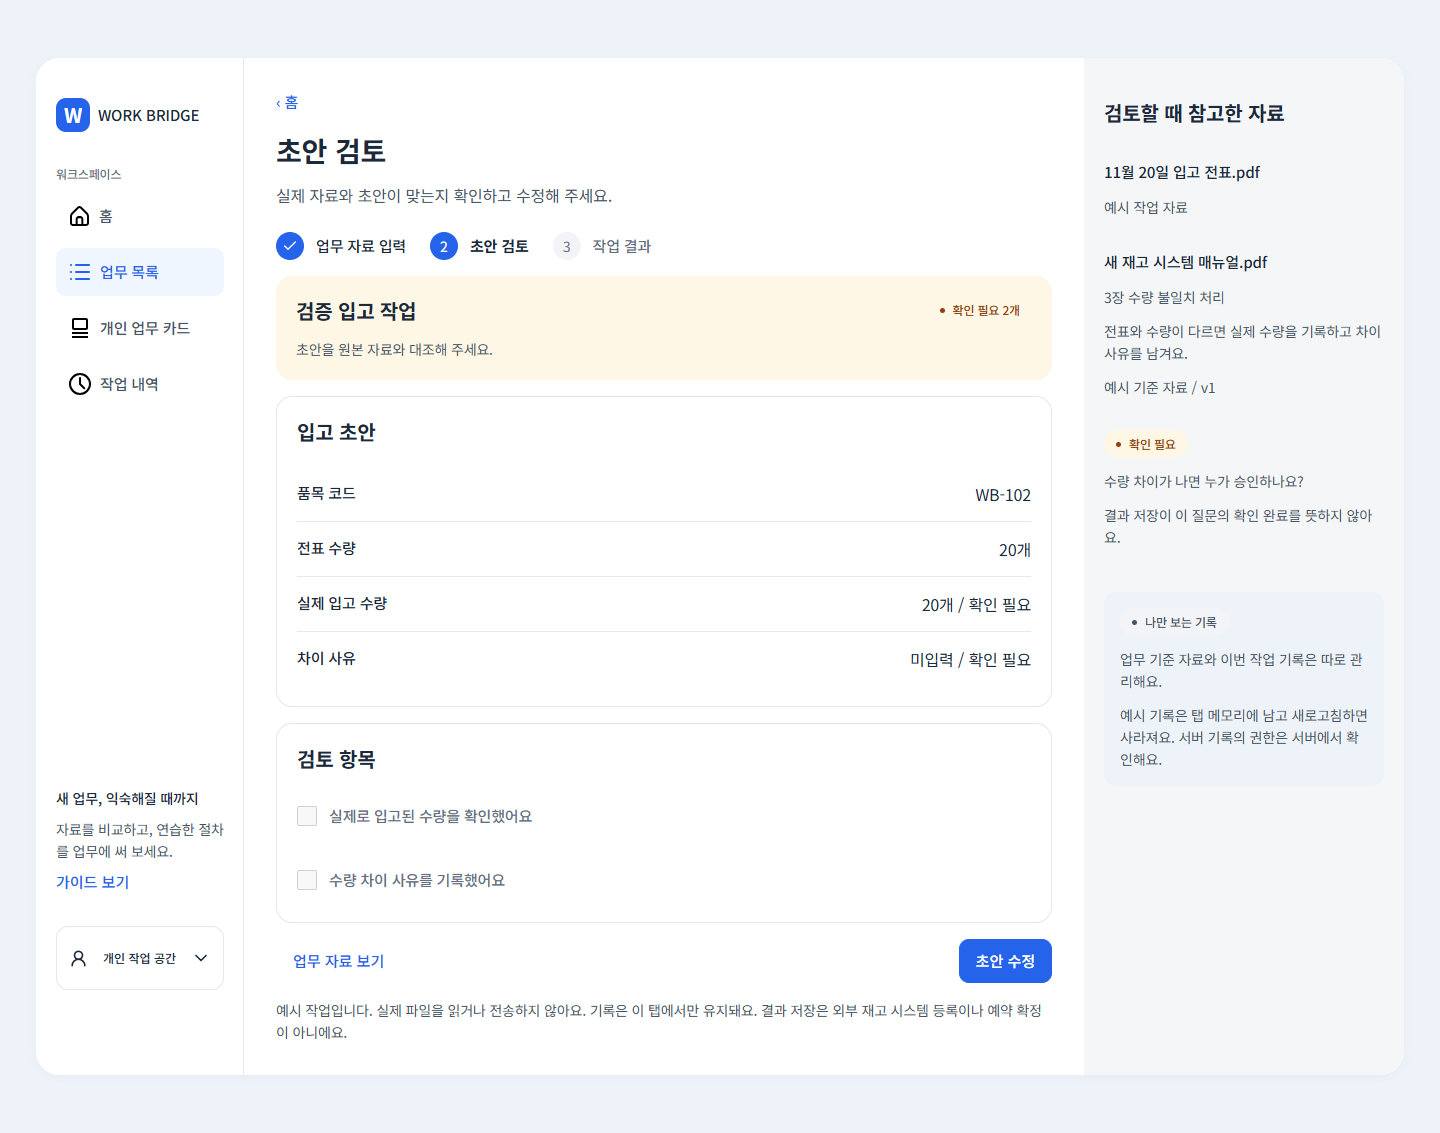 W WORK BRIDGE
워크스페이스
홈
업무 목록
개인 업무 카드
작업 내역
새 업무, 익숙해질 때까지
자료를 비교하고, 연습한 절차
를 업무에 써 보세요.
가이드 보기
개인 작업 공간
‹ 홈
초안 검토
실제 자료와 초안이 맞는지 확인하고 수정해 주세요.
업무 자료 입력 2 초안 검토 3 작업 결과
검증 입고 작업
확인 필요 2개
초안을 원본 자료와 대조해 주세요.
입고 초안
품목 코드 WB-102
전표 수량 20개
실제 입고 수량 20개 / 확인 필요
차이 사유 미입력 / 확인 필요
검토 항목
실제로 입고된 수량을 확인했어요
수량 차이 사유를 기록했어요
업무 자료 보기
초안 수정
예시 작업입니다. 실제 파일을 읽거나 전송하지 않아요. 기록은 이 탭에서만 유지돼요. 결과 저장은 외부 재고 시스템 등록이나 예약 확정
이 아니에요.
검토할 때 참고한 자료
11월 20일 입고 전표.pdf
예시 작업 자료
새 재고 시스템 매뉴얼.pdf
3장 수량 불일치 처리
전표와 수량이 다르면 실제 수량을 기록하고 차이
사유를 남겨요.
예시 기준 자료 / v1
확인 필요
수량 차이가 나면 누가 승인하나요?
결과 저장이 이 질문의 확인 완료를 뜻하지 않아
요.
나만 보는 기록
업무 기준 자료와 이번 작업 기록은 따로 관
리해요.
예시 기록은 탭 메모리에 남고 새로고침하면
사라져요. 서버 기록의 권한은 서버에서 확
인해요.